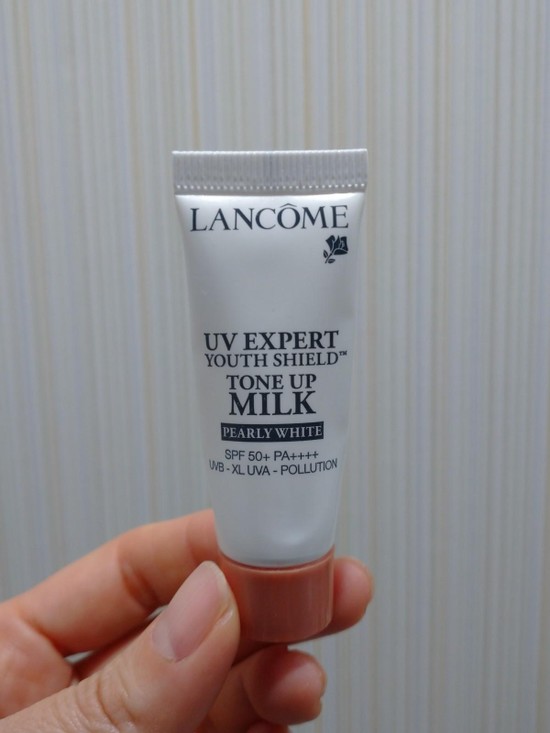 LANCÔME
UV EXPERT
YOUTH SHIELD™
TONE UP
MILK
PEARLY WHITE
SPF 50+ PA++++
UVB - XL UVA - POLLUTION